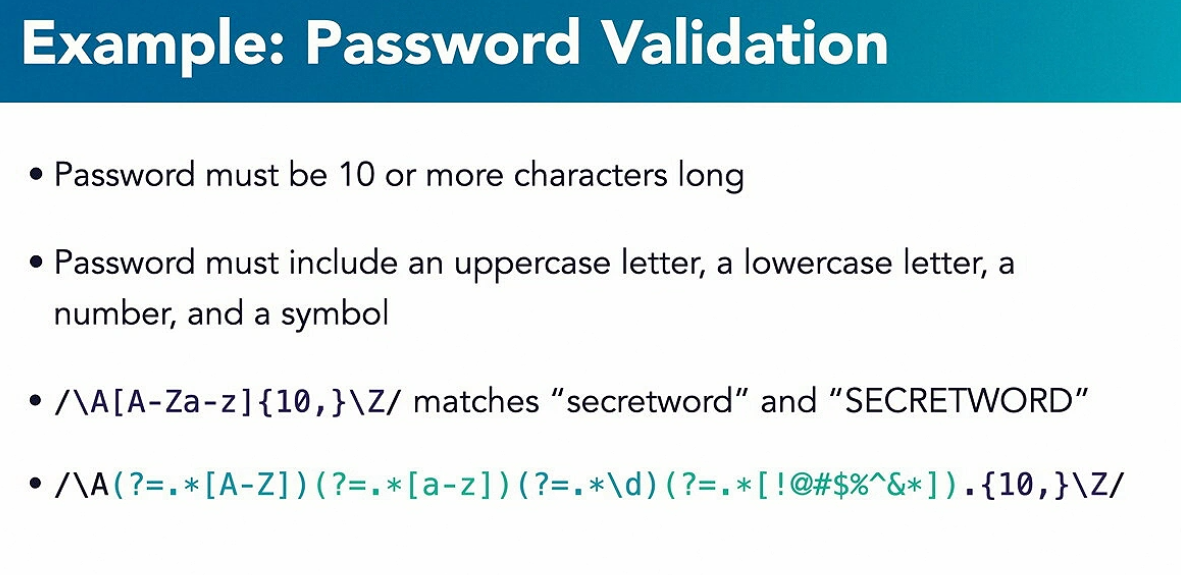 Example: Password Validation
• Password must be 10 or more characters long
• Password must include an uppercase letter, a lowercase letter, a
number, and a symbol
• /\A[A-Za-z]{10,}\Z/ matches “secretword” and “SECRETWORD”
• /\A(?=.*[A-Z])(?=.*[a-z])(?=.*\d)(?=.*[!@#$%^&*]).{10,}\Z/